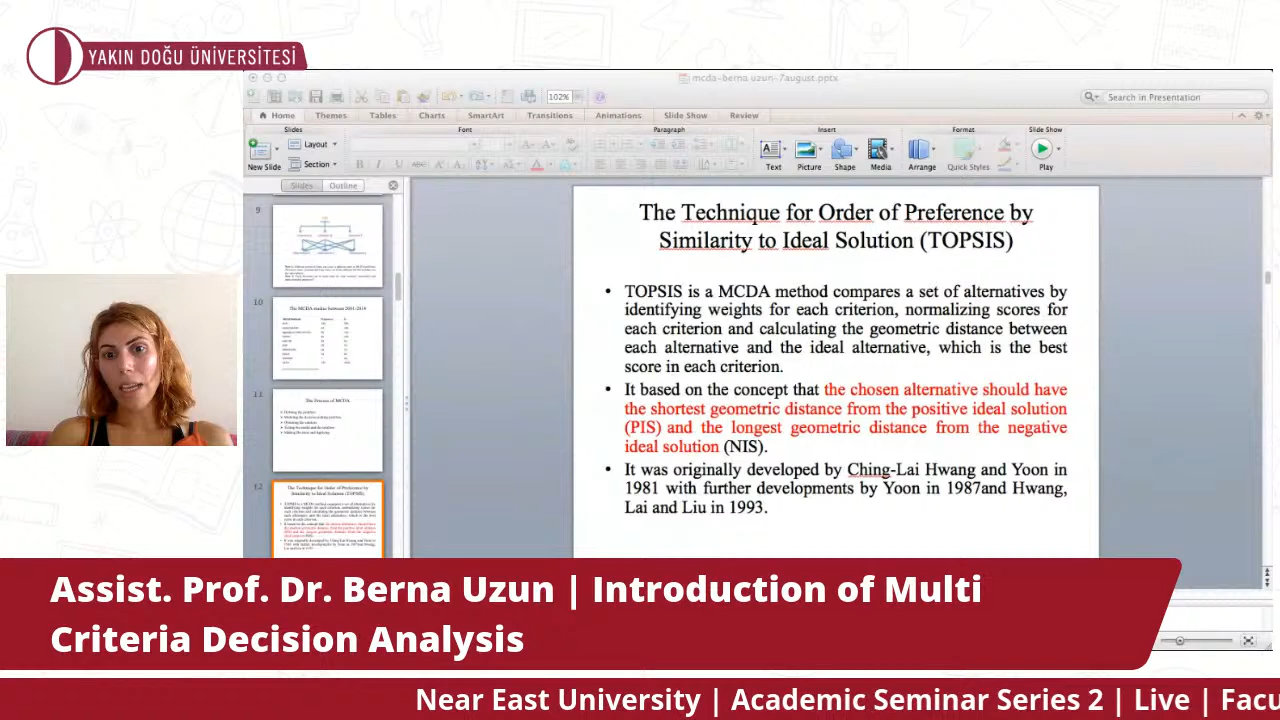 YAKIN DOĞU ÜNİVERSİTESİ
mcda-berna uzun-7august.pptx
102%
Search in Presentation
Home
Themes
Tables
Charts
SmartArt
Transitions
Animations
Slide Show
Review
Slides
Font
Paragraph
Insert
Format
Slide Show
New Slide
Layout
Section
B I U ABC
Text
Picture
Shape
Media
Arrange
Quick Styles
Play
Slides
Outline
9
10
The MCDA studies between
11
The Process of MCDA
12
The Technique for Order of Preference by
Similarity to Ideal Solution (TOPSIS)
The Technique for Order of Preference by
Similarity to Ideal Solution (TOPSIS)
• TOPSIS is a MCDA method compares a set of alternatives by
identifying weights for each criterion, normalizing scores for
each criterion and calculating the geometric distance between
each alternative and the ideal alternative, which is the best
score in each criterion.
• It based on the concept that the chosen alternative should have
the shortest geometric distance from the positive ideal solution
(PIS) and the longest geometric distance from the negative
ideal solution (NIS).
• It was originally developed by Ching-Lai Hwang and Yoon in
1981 with further developments by Yoon in 1987and Hwang,
Lai and Liu in 1993.
Assist. Prof. Dr. Berna Uzun | Introduction of Multi
Criteria Decision Analysis
Near East University | Academic Seminar Series 2 | Live | Facu